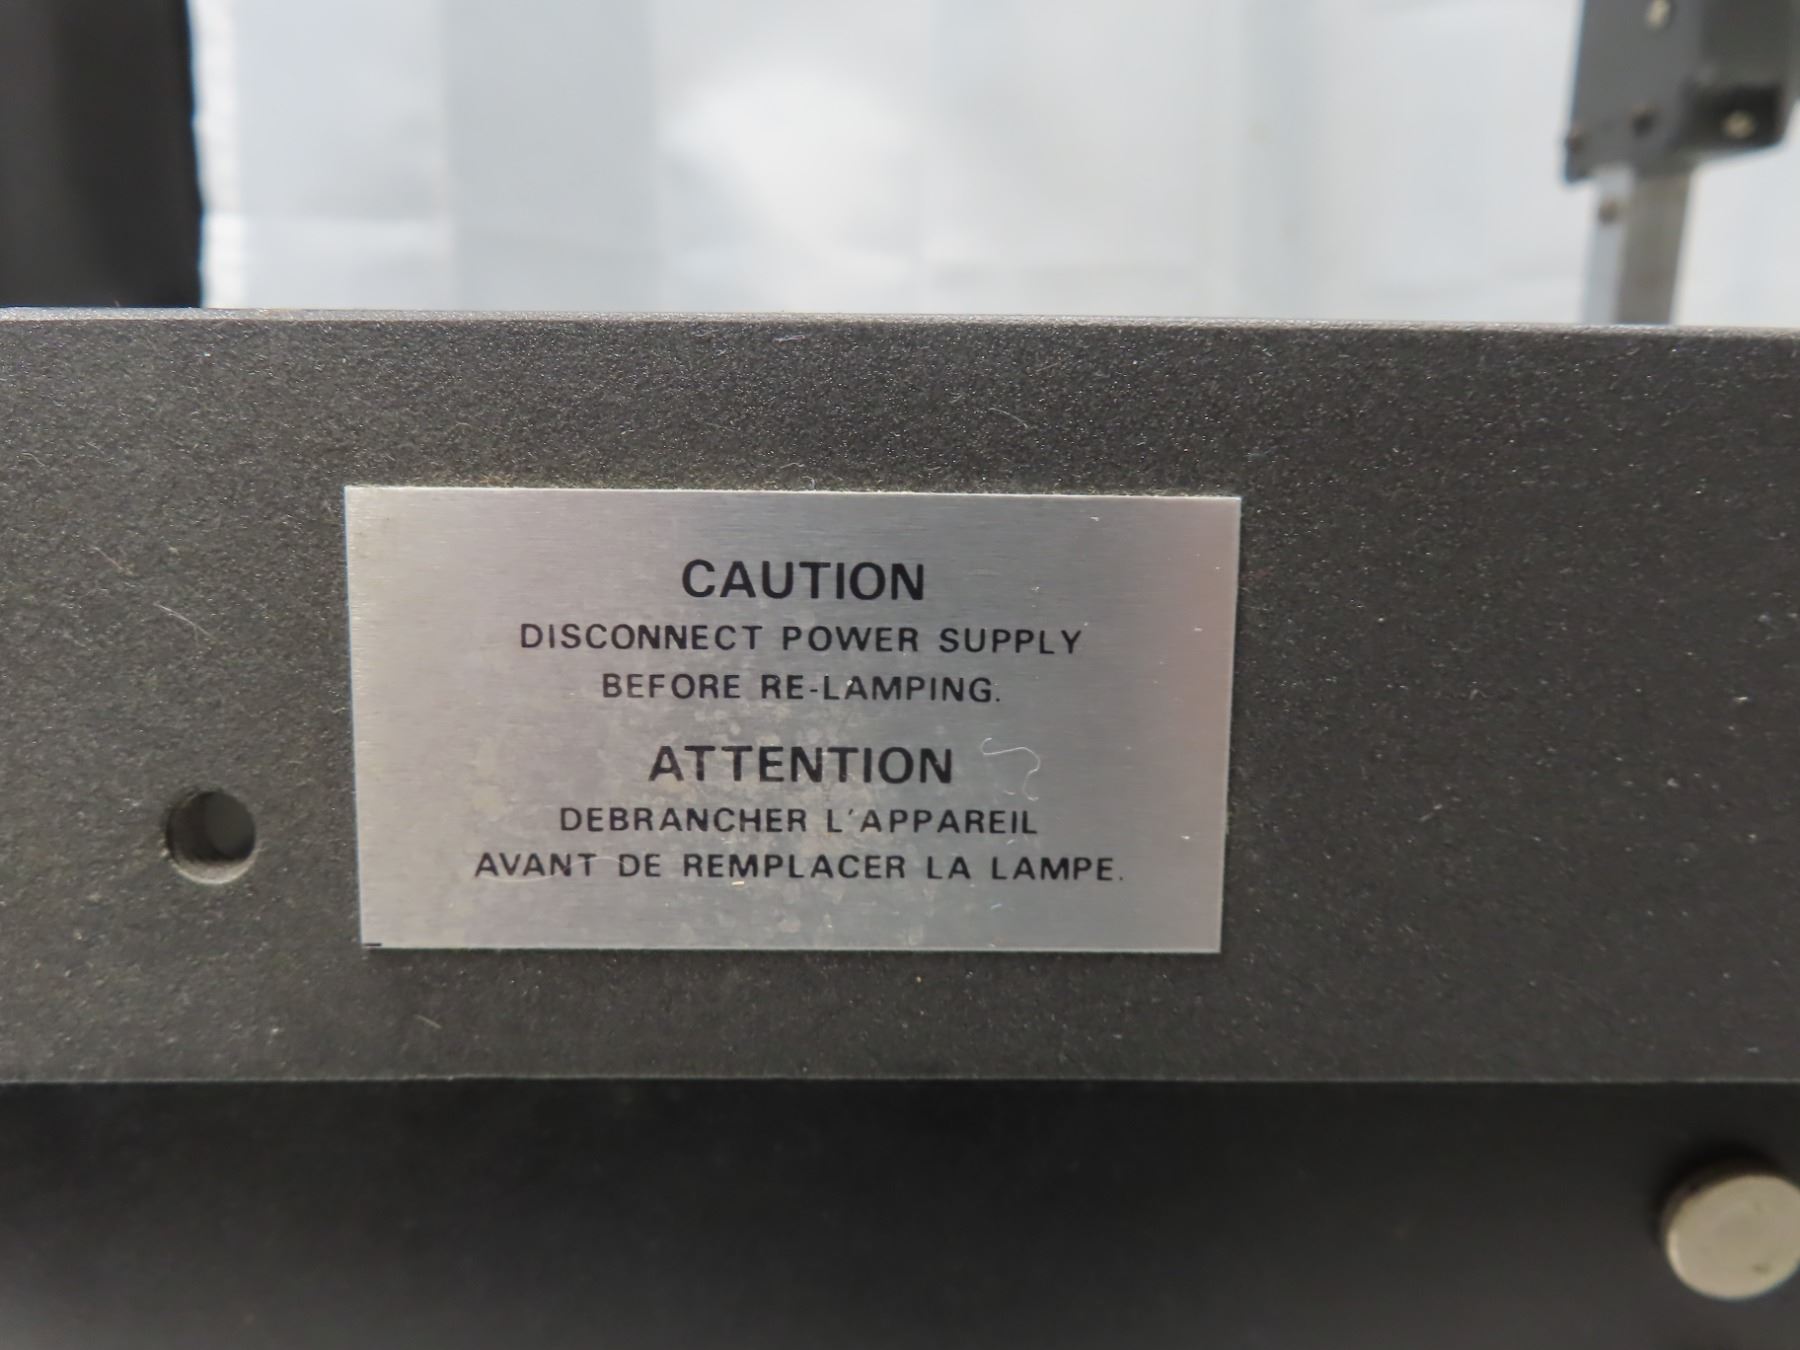 CAUTION
DISCONNECT POWER SUPPLY
BEFORE RE-LAMPING.
ATTENTION
DEBRANCHER L'APPAREIL
AVANT DE REMPLACER LA LAMPE.